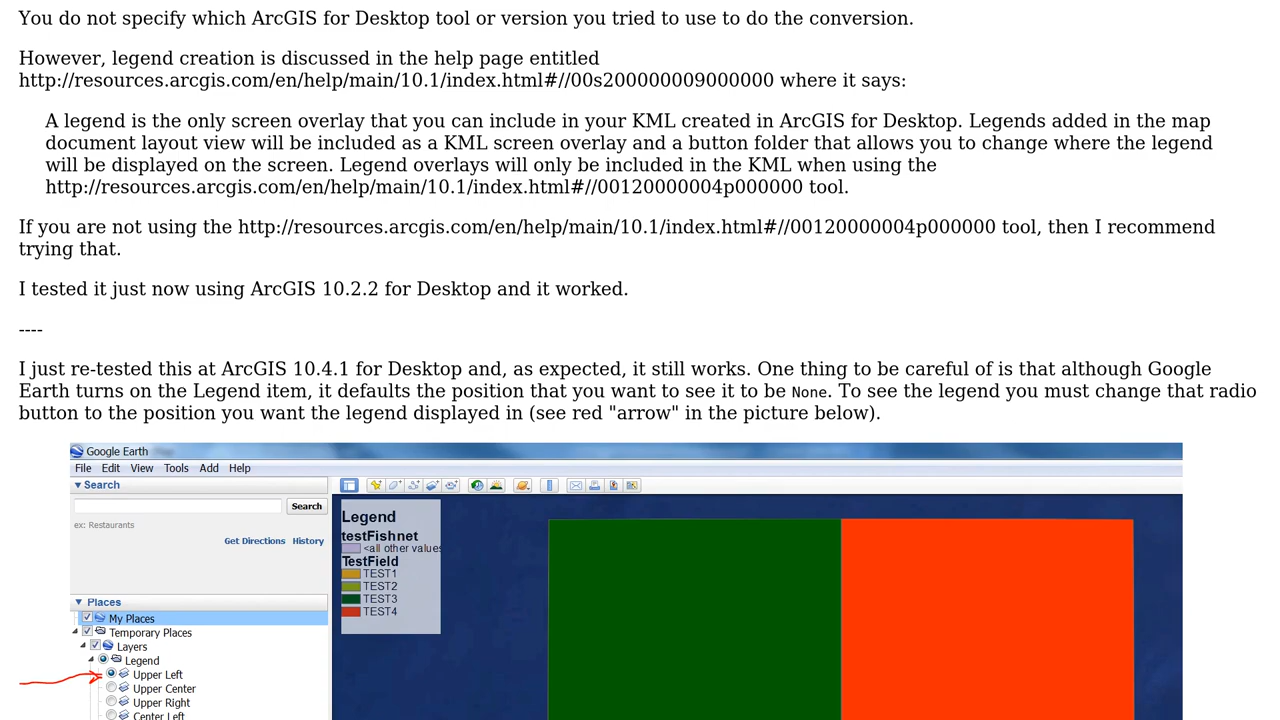 You do not specify which ArcGIS for Desktop tool or version you tried to use to do the conversion.
However, legend creation is discussed in the help page entitled
http://resources.arcgis.com/en/help/main/10.1/index.html#//00s200000009000000 where it says:
A legend is the only screen overlay that you can include in your KML created in ArcGIS for Desktop. Legends added in the map
document layout view will be included as a KML screen overlay and a button folder that allows you to change where the legend
will be displayed on the screen. Legend overlays will only be included in the KML when using the
http://resources.arcgis.com/en/help/main/10.1/index.html#//00120000004p000000 tool.
If you are not using the http://resources.arcgis.com/en/help/main/10.1/index.html#//00120000004p000000 tool, then I recommend
trying that.
I tested it just now using ArcGIS 10.2.2 for Desktop and it worked.
----
I just re-tested this at ArcGIS 10.4.1 for Desktop and, as expected, it still works. One thing to be careful of is that although Google
Earth turns on the Legend item, it defaults the position that you want to see it to be None. To see the legend you must change that radio
button to the position you want the legend displayed in (see red "arrow" in the picture below).
Google Earth
File Edit View Tools Add Help
Search
Search
ex: Restaurants
Get Directions History
Places
My Places
Temporary Places
Layers
Legend
Upper Left
Upper Center
Upper Right
Center Left
Legend
testFishnet
<all other values
TestField
TEST1
TEST2
TEST3
TEST4